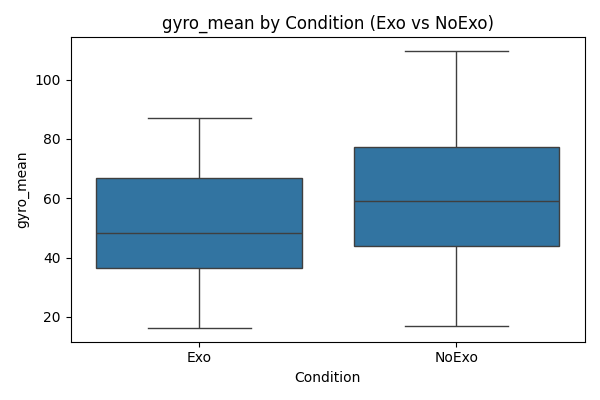 gyro_mean by Condition (Exo vs NoExo)
gyro_mean
100
80
60
40
20
Exo
NoExo
Condition